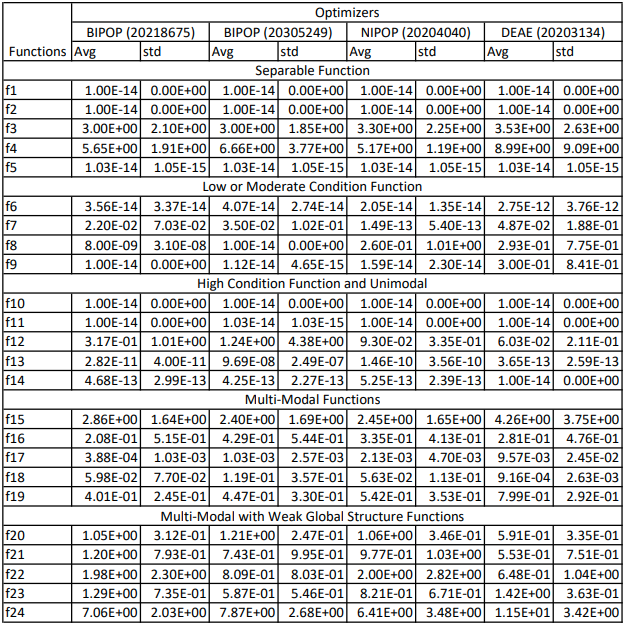 Optimizers
BIPOP (20218675) BIPOP (20305249) NIPOP (20204040) DEAE (20203134)
Functions Avg std Avg std Avg std Avg std
Separable Function
f1 1.00E-14 0.00E+00 1.00E-14 0.00E+00 1.00E-14 0.00E+00 1.00E-14 0.00E+00
f2 1.00E-14 0.00E+00 1.00E-14 0.00E+00 1.00E-14 0.00E+00 1.00E-14 0.00E+00
f3 3.00E+00 2.10E+00 3.00E+00 1.85E+00 3.30E+00 2.25E+00 3.53E+00 2.63E+00
f4 5.65E+00 1.91E+00 6.66E+00 3.77E+00 5.17E+00 1.19E+00 8.99E+00 9.09E+00
f5 1.03E-14 1.05E-15 1.03E-14 1.05E-15 1.03E-14 1.05E-15 1.03E-14 1.05E-15
Low or Moderate Condition Function
f6 3.56E-14 3.37E-14 4.07E-14 2.74E-14 2.05E-14 1.35E-14 2.75E-12 3.76E-12
f7 2.20E-02 7.03E-02 3.50E-02 1.02E-01 1.49E-13 5.40E-13 4.87E-02 1.88E-01
f8 8.00E-09 3.10E-08 1.00E-14 0.00E+00 2.60E-01 1.01E+00 2.93E-01 7.75E-01
f9 1.00E-14 0.00E+00 1.12E-14 4.65E-15 1.59E-14 2.30E-14 3.00E-01 8.41E-01
High Condition Function and Unimodal
f10 1.00E-14 0.00E+00 1.00E-14 0.00E+00 1.00E-14 0.00E+00 1.00E-14 0.00E+00
f11 1.00E-14 0.00E+00 1.03E-14 1.03E-15 1.00E-14 0.00E+00 1.00E-14 0.00E+00
f12 3.17E-01 1.01E+00 1.24E+00 4.38E+00 9.30E-02 3.35E-01 6.03E-02 2.11E-01
f13 2.82E-11 4.00E-11 9.69E-08 2.49E-07 1.46E-10 3.56E-10 3.65E-13 2.59E-13
f14 4.68E-13 2.99E-13 4.25E-13 2.27E-13 5.25E-13 2.39E-13 1.00E-14 0.00E+00
Multi-Modal Functions
f15 2.86E+00 1.64E+00 2.40E+00 1.69E+00 2.45E+00 1.65E+00 4.26E+00 3.75E+00
f16 2.08E-01 5.15E-01 4.29E-01 5.44E-01 3.35E-01 4.13E-01 2.81E-01 4.76E-01
f17 3.88E-04 1.03E-03 1.03E-03 2.57E-03 2.13E-03 4.70E-03 9.57E-03 2.45E-02
f18 5.98E-02 7.70E-02 1.19E-01 3.57E-01 5.63E-02 1.13E-01 9.16E-04 2.63E-03
f19 4.01E-01 2.45E-01 4.47E-01 3.30E-01 5.42E-01 3.53E-01 7.99E-01 2.92E-01
Multi-Modal with Weak Global Structure Functions
f20 1.05E+00 3.12E-01 1.21E+00 2.47E-01 1.06E+00 3.46E-01 5.91E-01 3.35E-01
f21 1.20E+00 7.93E-01 7.43E-01 9.95E-01 9.77E-01 1.03E+00 5.53E-01 7.51E-01
f22 1.98E+00 2.30E+00 8.09E-01 8.03E-01 2.00E+00 2.82E+00 6.48E-01 1.04E+00
f23 1.29E+00 7.35E-01 5.87E-01 5.46E-01 8.21E-01 6.71E-01 1.42E+00 3.63E-01
f24 7.06E+00 2.03E+00 7.87E+00 2.68E+00 6.41E+00 3.48E+00 1.15E+01 3.42E+00